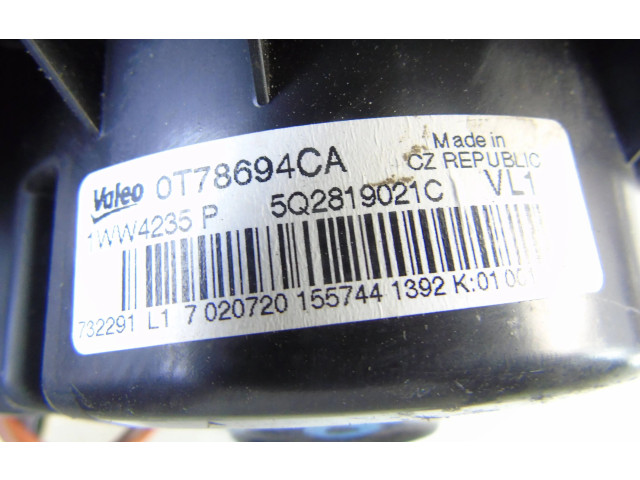 Valeo 0T78694CA Made in
CZ REPUBLIC
1WW4235 P 5Q2819021C VL1
732291 L1 7 020720 155744 1392 K:01